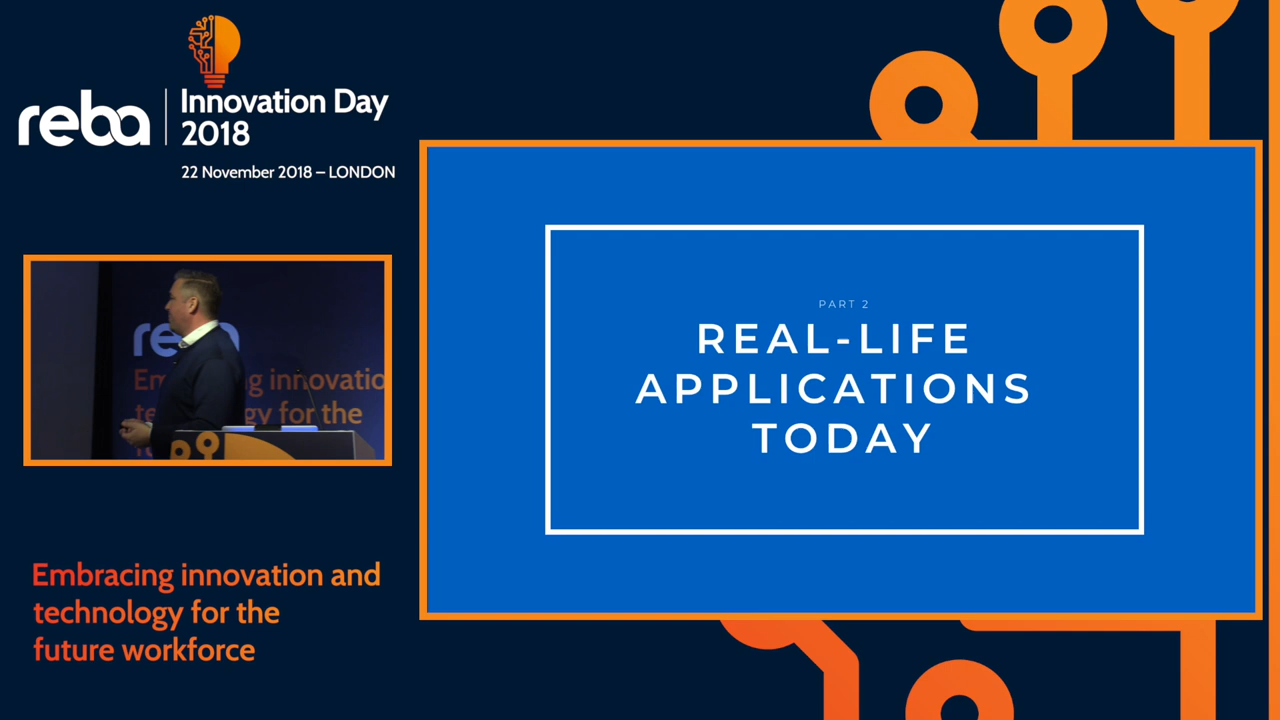 reba
Innovation Day
2018
22 November 2018 – LONDON
PART 2
REAL-LIFE
APPLICATIONS
TODAY
reba
Embracing innovation and
technology for the
future workforce